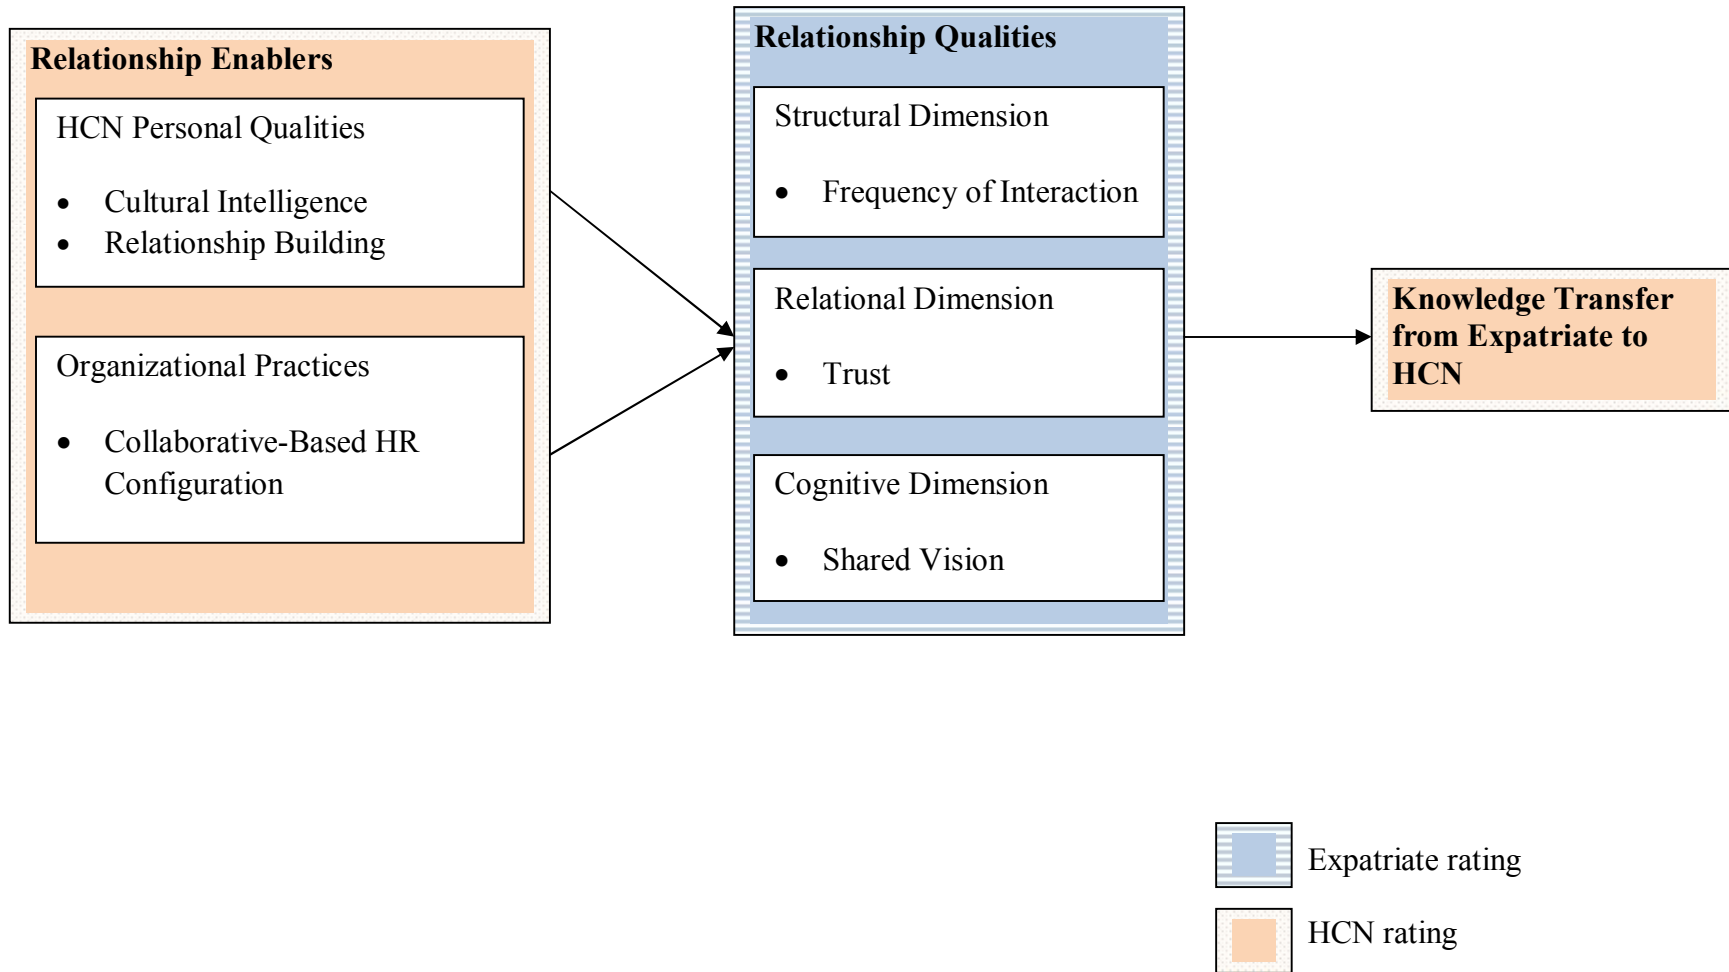 Relationship Enablers
HCN Personal Qualities
• Cultural Intelligence
• Relationship Building
Organizational Practices
• Collaborative-Based HR
Configuration
Relationship Qualities
Structural Dimension
• Frequency of Interaction
Relational Dimension
• Trust
Cognitive Dimension
• Shared Vision
Knowledge Transfer
from Expatriate to
HCN
Expatriate rating
HCN rating